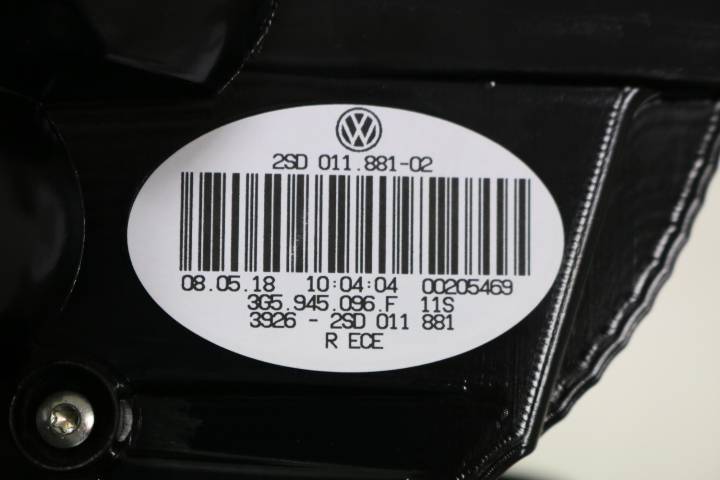 2SD 011.881-02
08.05.18 10:04:04 00205469
3G5.945.096.F 11S
3926 - 2SD 011 881
R ECE